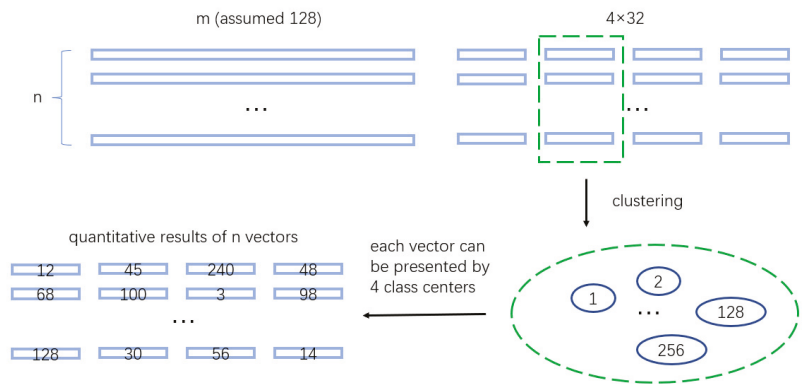 m (assumed 128)
4×32
n
...
...
clustering
quantitative results of n vectors
12 45 240 48
68 100 3 98
...
128 30 56 14
each vector can
be presented by
4 class centers
1
2
...
128
256